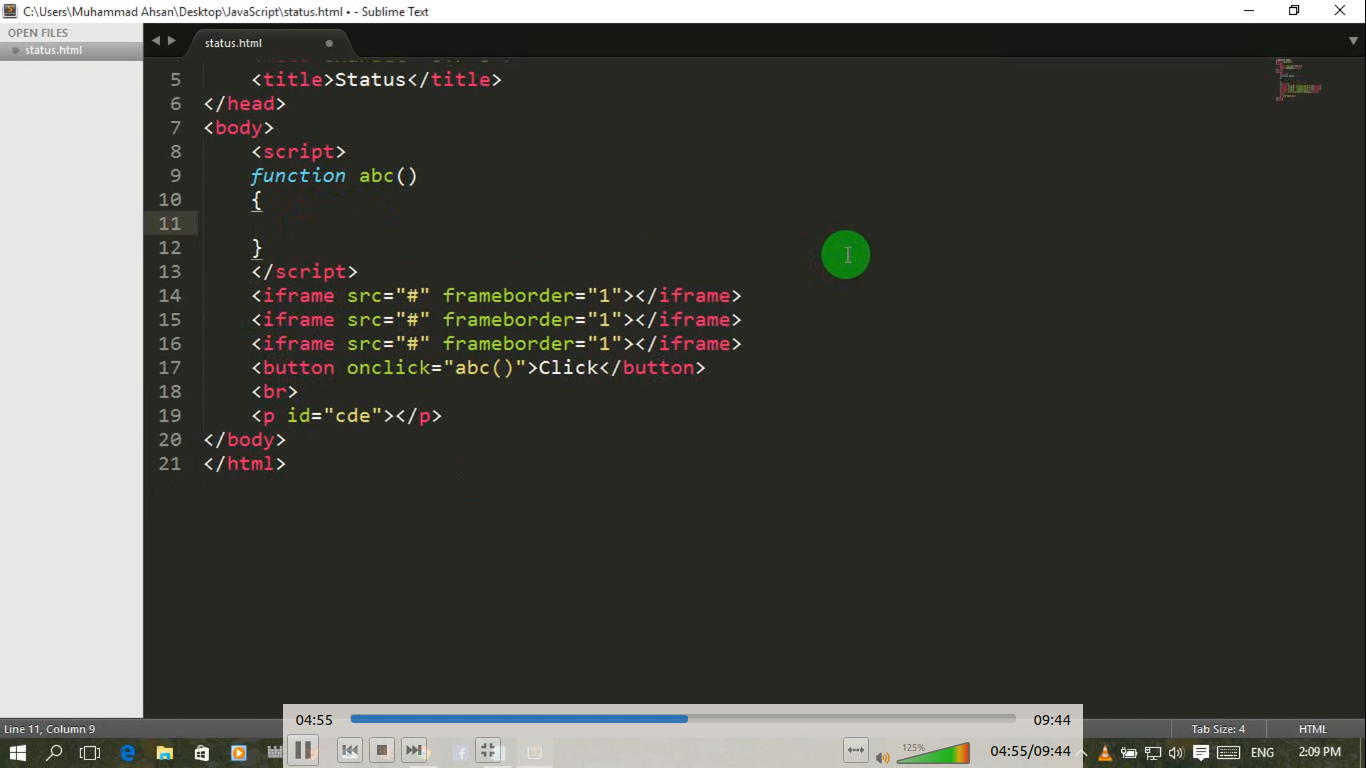 C:\Users\Muhammad Ahsan\Desktop\JavaScript\status.html • - Sublime Text
OPEN FILES
status.html
status.html
5 <title>Status</title>
6 </head>
7 <body>
8 <script>
9 function abc()
10 {
11
12 }
13 </script>
14 <iframe src="#" frameborder="1"></iframe>
15 <iframe src="#" frameborder="1"></iframe>
16 <iframe src="#" frameborder="1"></iframe>
17 <button onclick="abc()">Click</button>
18 <br>
19 <p id="cde"></p>
20 </body>
21 </html>
04:55 09:44
Line 11, Column 9 Tab Size: 4 HTML
125% 04:55/09:44 ENG 2:09 PM